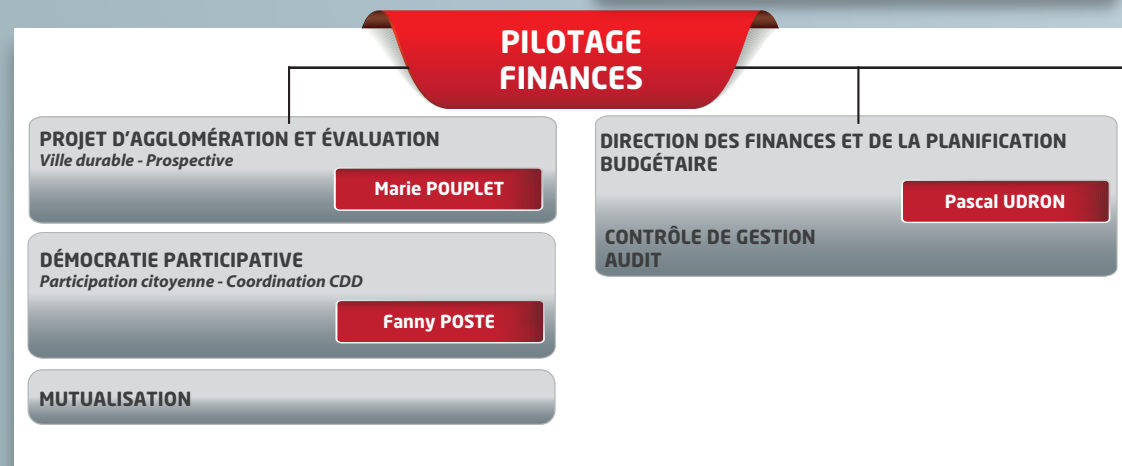 PILOTAGE
FINANCES
PROJET D'AGGLOMÉRATION ET ÉVALUATION
Ville durable - Prospective
Marie POUPLET
DÉMOCRATIE PARTICIPATIVE
Participation citoyenne - Coordination CDD
Fanny POSTE
MUTUALISATION
DIRECTION DES FINANCES ET DE LA PLANIFICATION
BUDGÉTAIRE
Pascal UDRON
CONTRÔLE DE GESTION
AUDIT